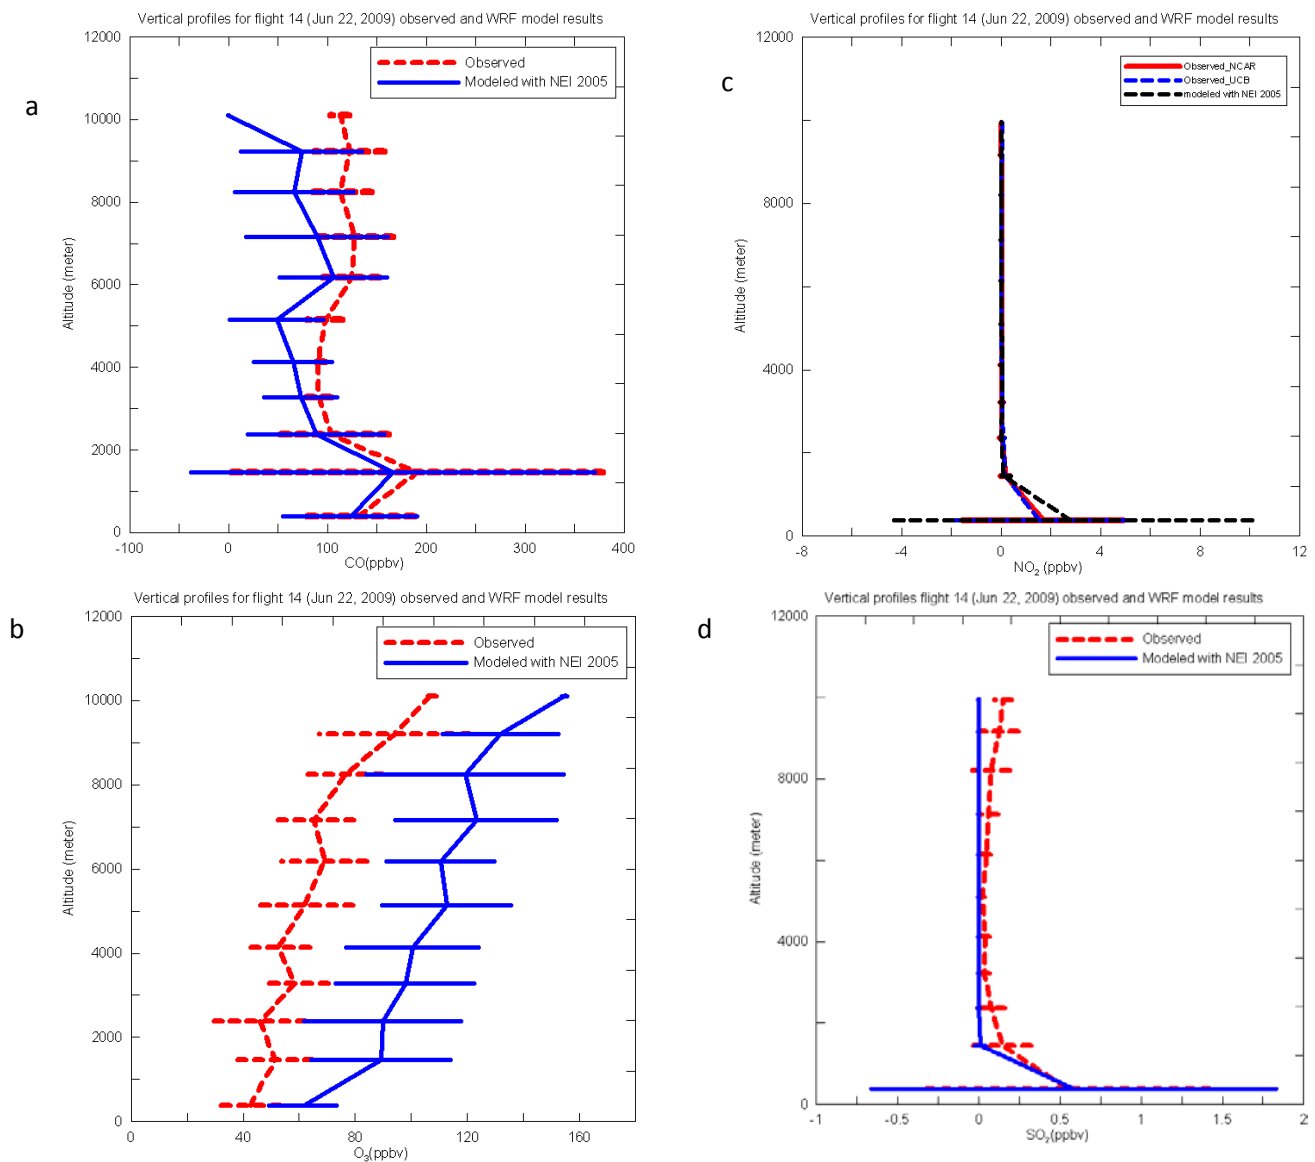 Vertical profiles for flight 14 (Jun 22, 2009) observed and WRF model results
a
12000
10000
8000
6000
4000
2000
0
Altitude (meter)
Observed
Modeled with NEI 2005
-100 0 100 200 300 400
CO(ppbv)
Vertical profiles for flight 14 (Jun 22, 2009) observed and WRF model results
c
12000
8000
4000
0
Altitude (meter)
Observed_NCAR
Observed_UCB
modeled with NEI 2005
-8 -4 0 4 8 12
NO2 (ppbv)
Vertical profiles for flight 14 (Jun 22, 2009) observed and WRF model results
b
12000
10000
8000
6000
4000
2000
0
Altitude (meter)
Observed
Modeled with NEI 2005
0 40 80 120 160
O3(ppbv)
Vertical profiles flight 14 (Jun 22, 2009) observed and WRF model results
d
12000
8000
4000
0
Altitude (meter)
Observed
Modeled with NEI 2005
-1 -0.5 0 0.5 1 1.5 2
SO2(ppbv)